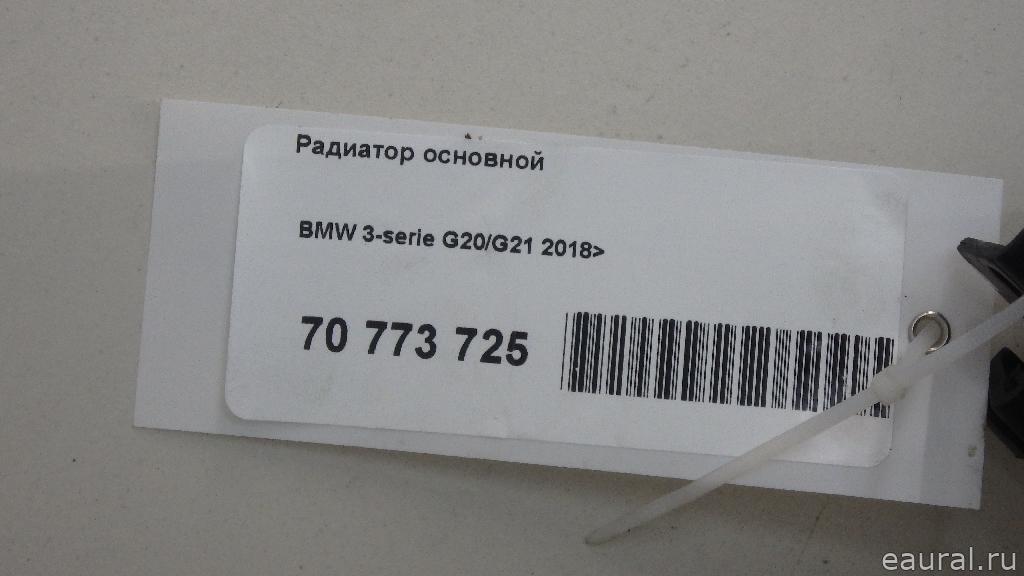 Радиатор основной
BMW 3-serie G20/G21 2018>
70 773 725
eaural.ru